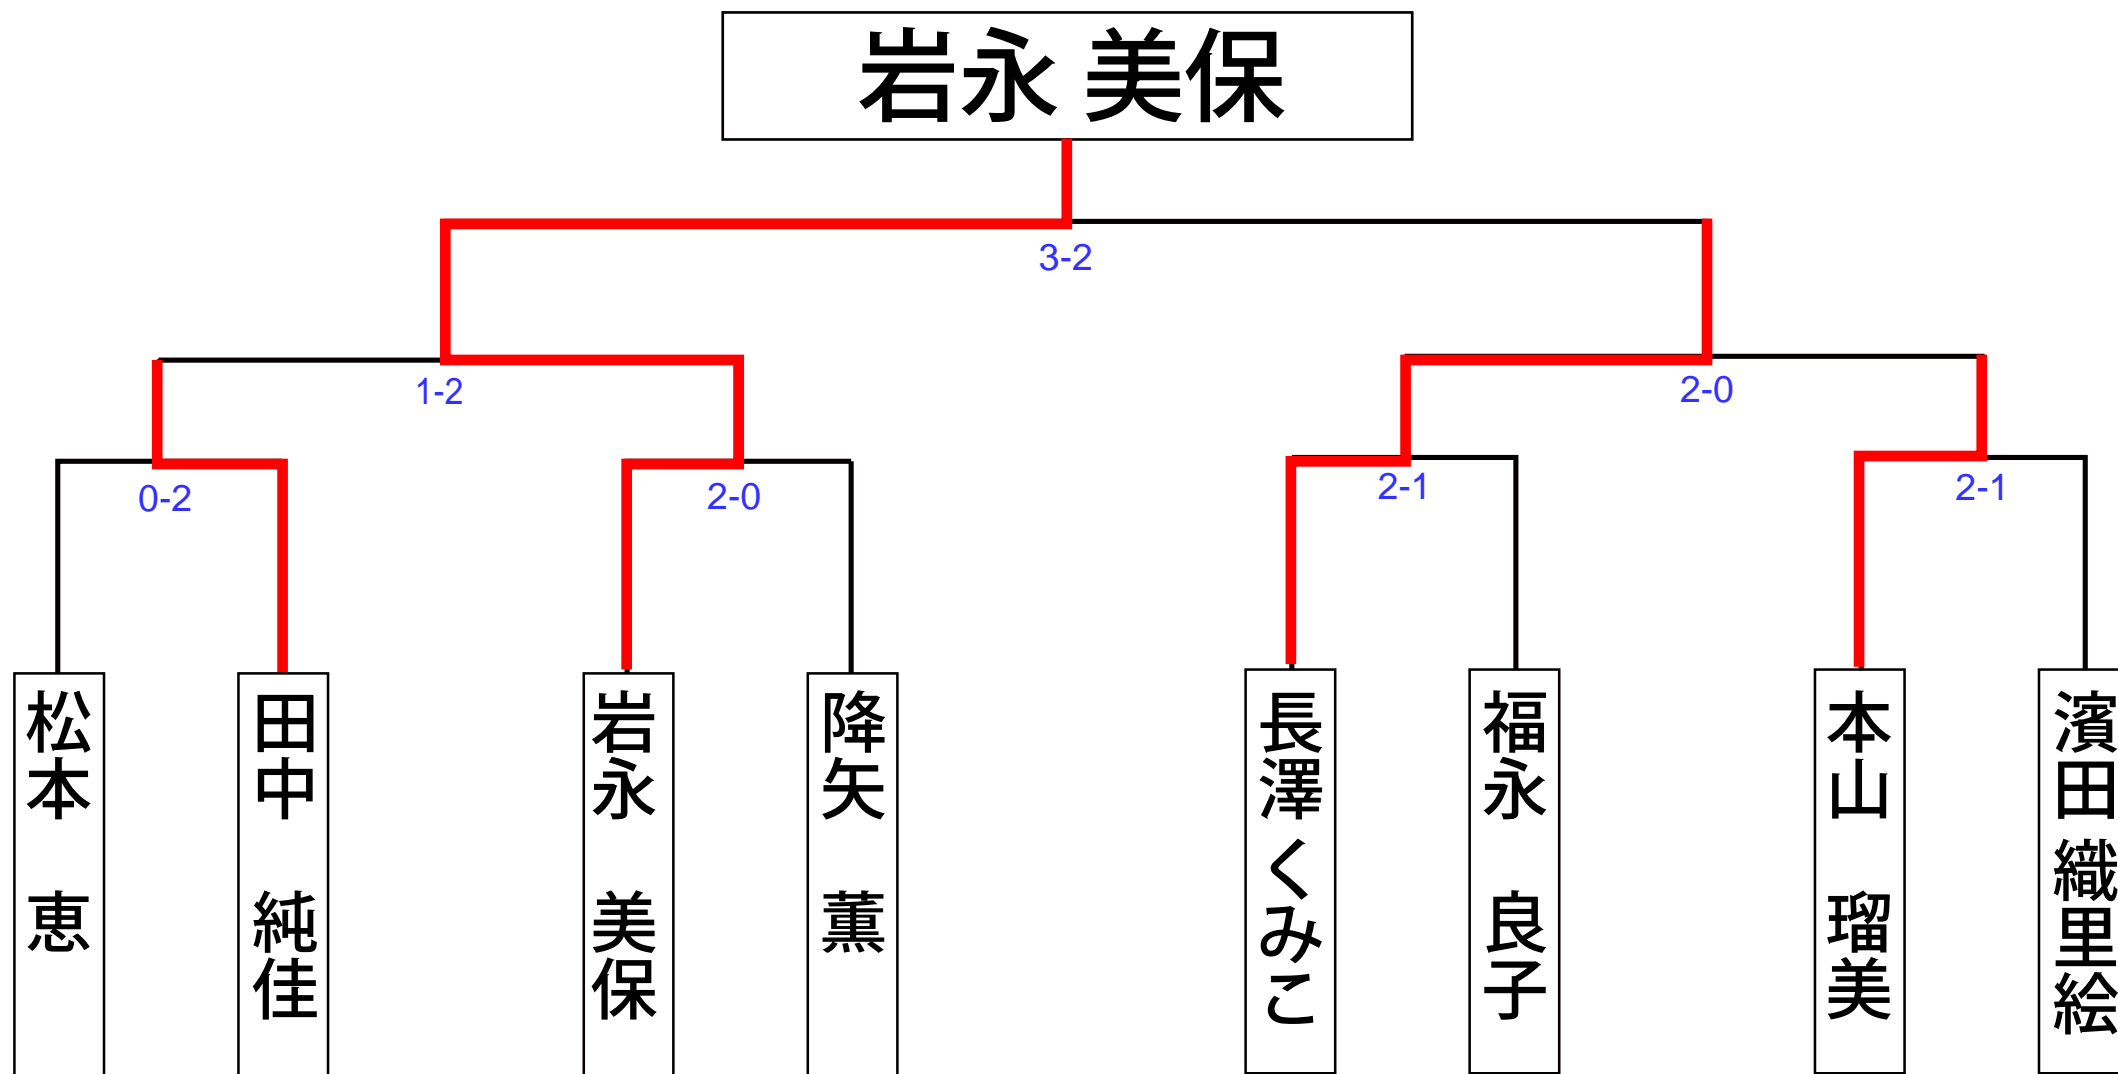 岩永 美保
3-2
1-2
2-0
0-2
2-0
2-1
2-1
松本 恵
田中 純佳
岩永 美保
降矢 薫
長澤 くみこ
福永 良子
本山 瑠美
濱田 織里絵